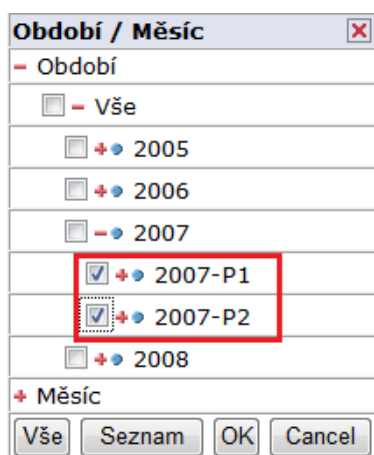 Období / Měsíc
Období
Vše
2005
2006
2007
2007-P1
2007-P2
2008
Měsíc
Vše Seznam OK Cancel